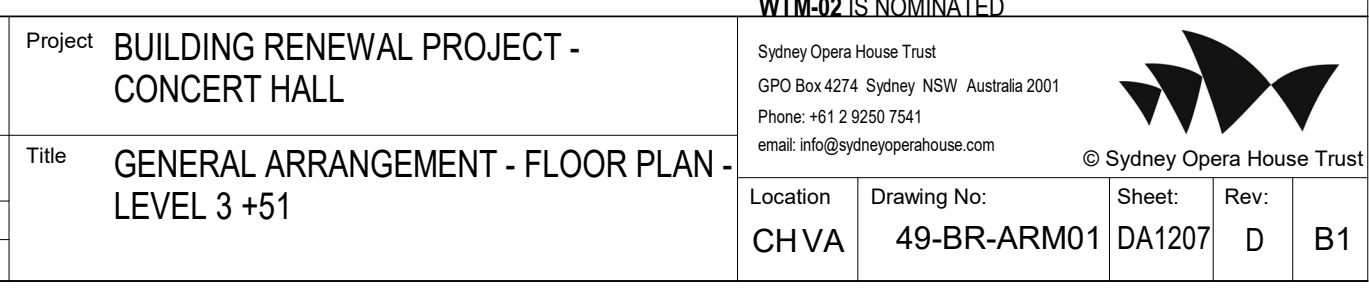 WTM-02 IS NOMINATED
Project BUILDING RENEWAL PROJECT -
CONCERT HALL
Title GENERAL ARRANGEMENT - FLOOR PLAN -
LEVEL 3 +51
Sydney Opera House Trust
GPO Box 4274 Sydney NSW Australia 2001
Phone: +61 2 9250 7541
email: info@sydneyoperahouse.com
© Sydney Opera House Trust
Location Drawing No: Sheet: Rev:
CH VA 49-BR-ARM01 DA1207 D B1